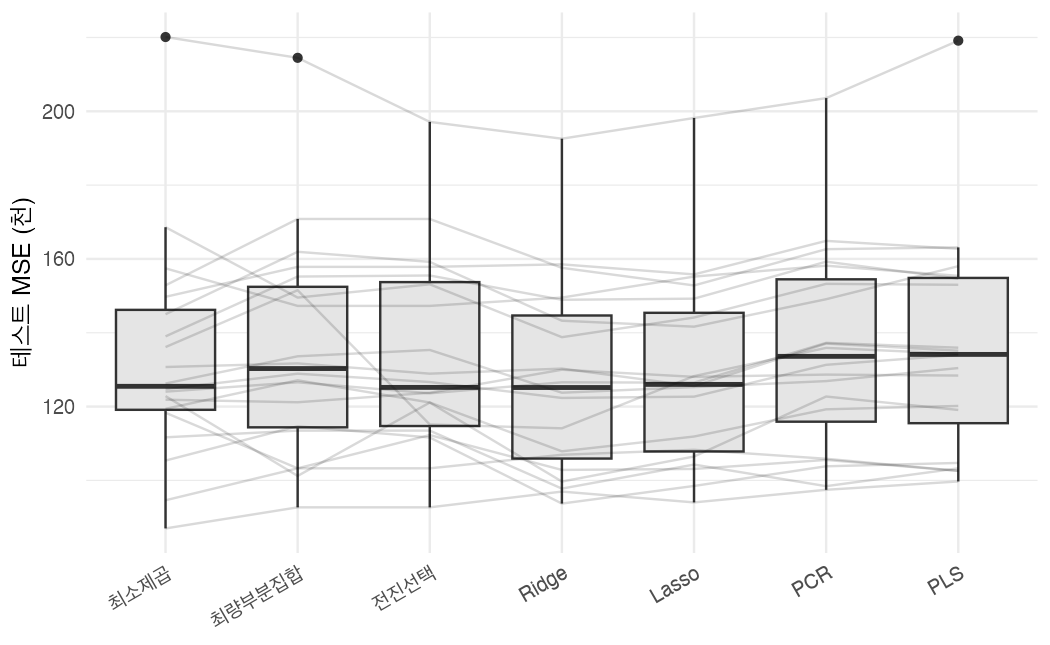 테스트 MSE (천)
200
160
120
최소제곱
최량부분집합
전진선택
Ridge
Lasso
PCR
PLS